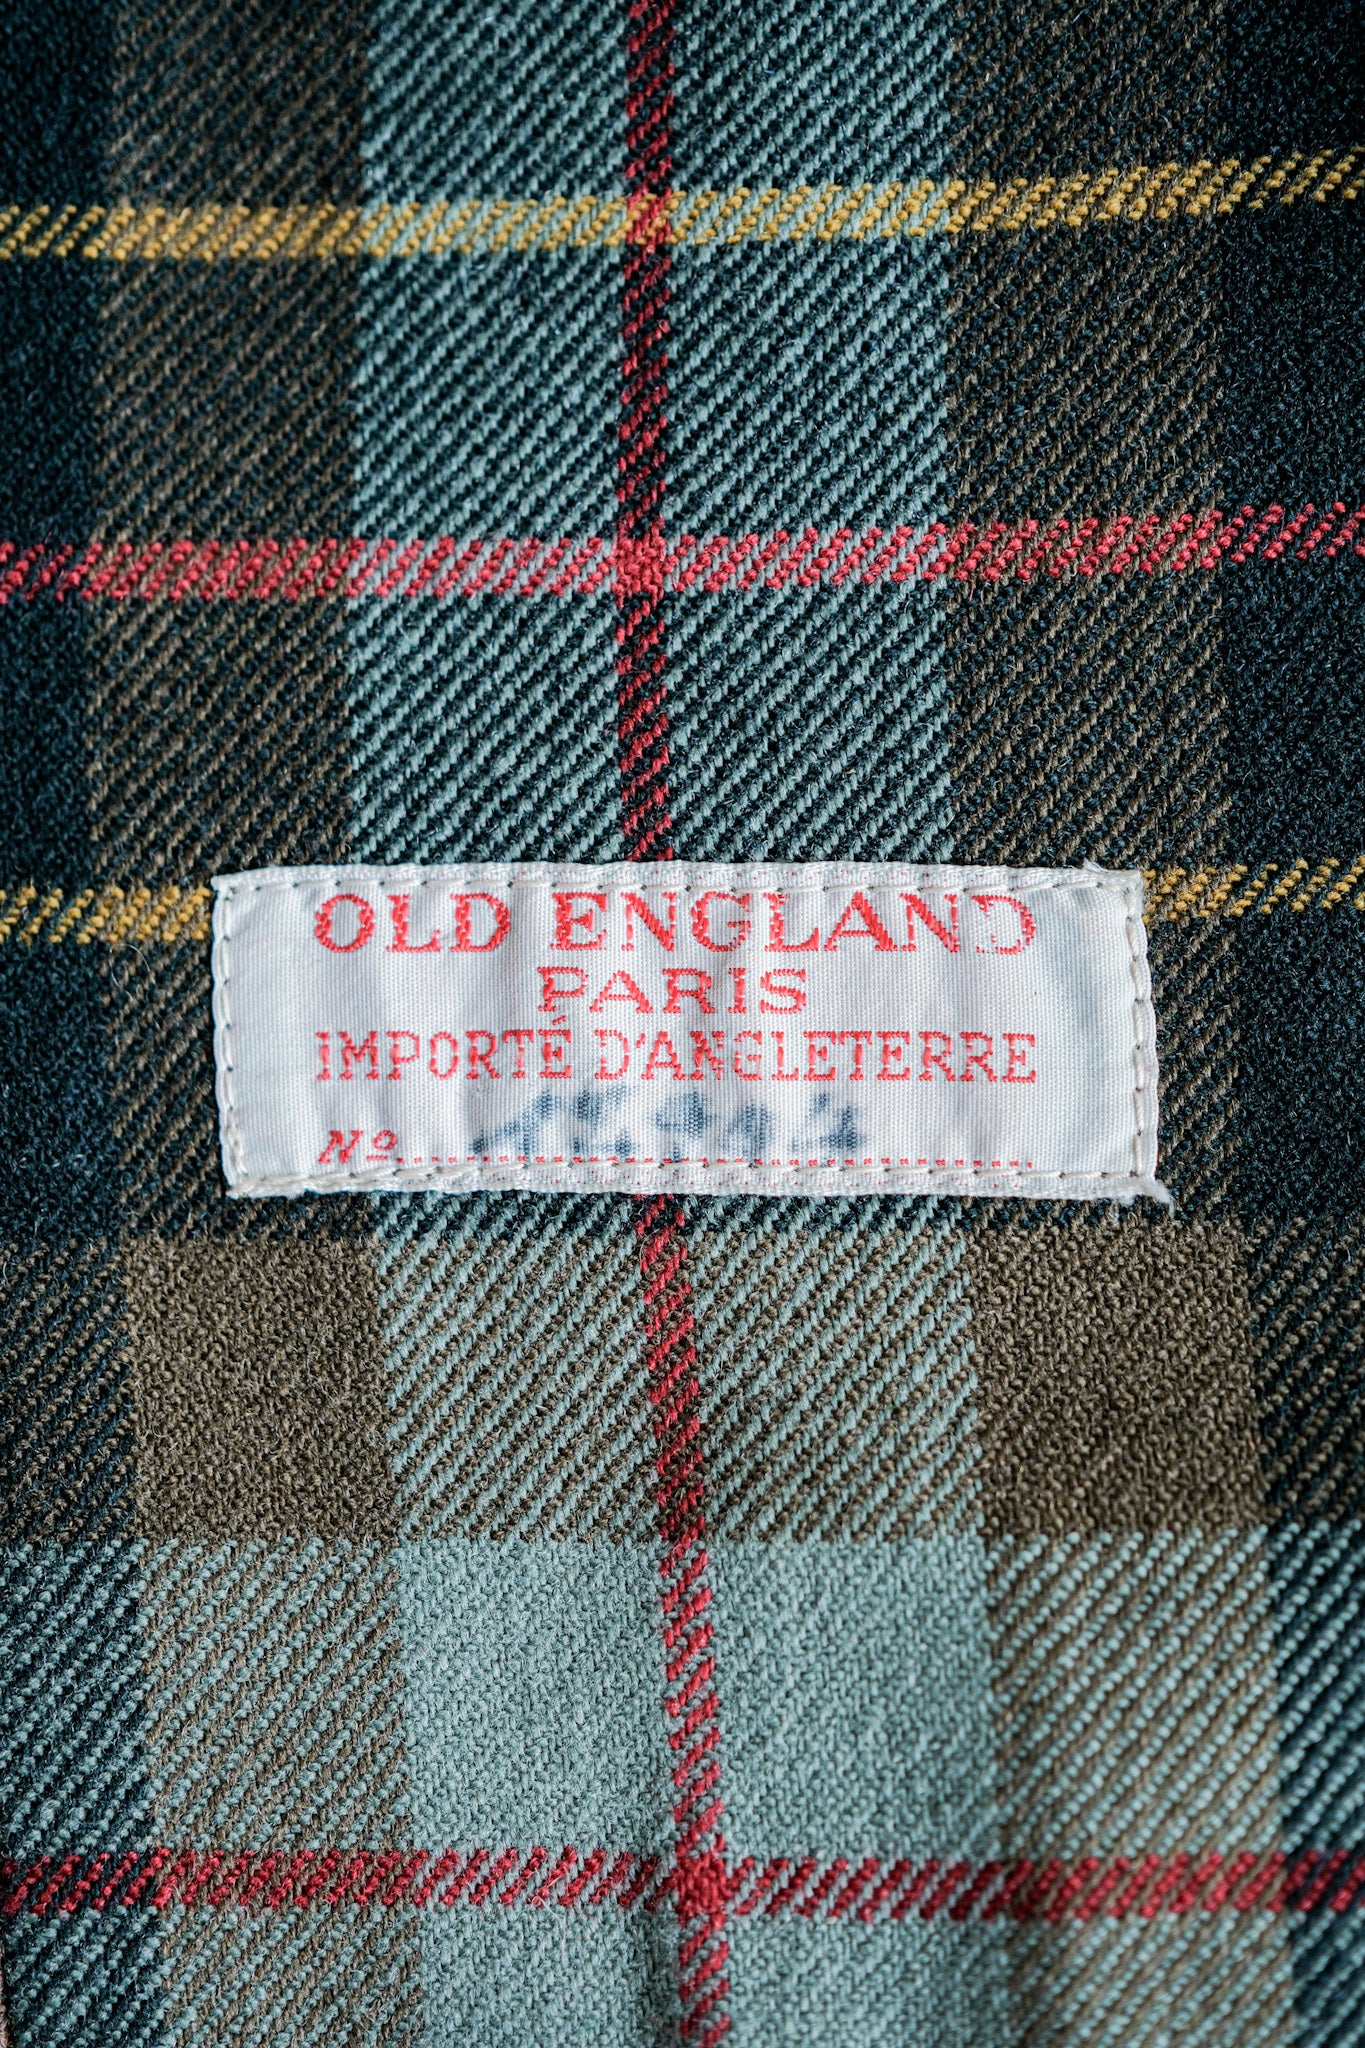 OLD ENGLAND
PARIS
IMPORTÉ D'ANGLETERRE
Nº